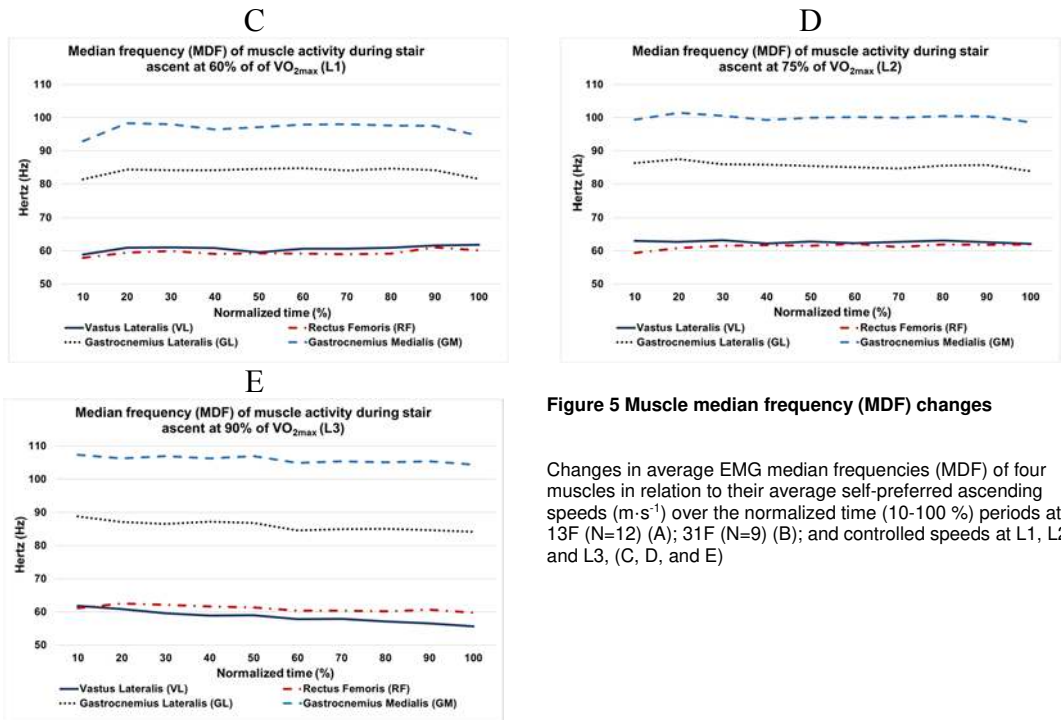 C
Median frequency (MDF) of muscle activity during stair
ascent at 60% of of VO2max (L1)
Hertz (Hz)
110
100
90
80
70
60
50
10 20 30 40 50 60 70 80 90 100
Normalized time (%)
Vastus Lateralis (VL) Rectus Femoris (RF)
Gastrocnemius Lateralis (GL) Gastrocnemius Medialis (GM)
D
Median frequency (MDF) of muscle activity during stair
ascent at 75% of VO2max (L2)
Hertz (Hz)
110
100
90
80
70
60
50
10 20 30 40 50 60 70 80 90 100
Normalized time (%)
Vastus Lateralis (VL) Rectus Femoris (RF)
Gastrocnemius Lateralis (GL) Gastrocnemius Medialis (GM)
E
Median frequency (MDF) of muscle activity during stair
ascent at 90% of VO2max (L3)
Hertz (Hz)
110
100
90
80
70
60
50
10 20 30 40 50 60 70 80 90 100
Normalized time (%)
Vastus Lateralis (VL) Rectus Femoris (RF)
Gastrocnemius Lateralis (GL) Gastrocnemius Medialis (GM)
Figure 5 Muscle median frequency (MDF) changes
Changes in average EMG median frequencies (MDF) of four
muscles in relation to their average self-preferred ascending
speeds (m·s-1) over the normalized time (10-100 %) periods at
13F (N=12) (A); 31F (N=9) (B); and controlled speeds at L1, L2
and L3, (C, D, and E)